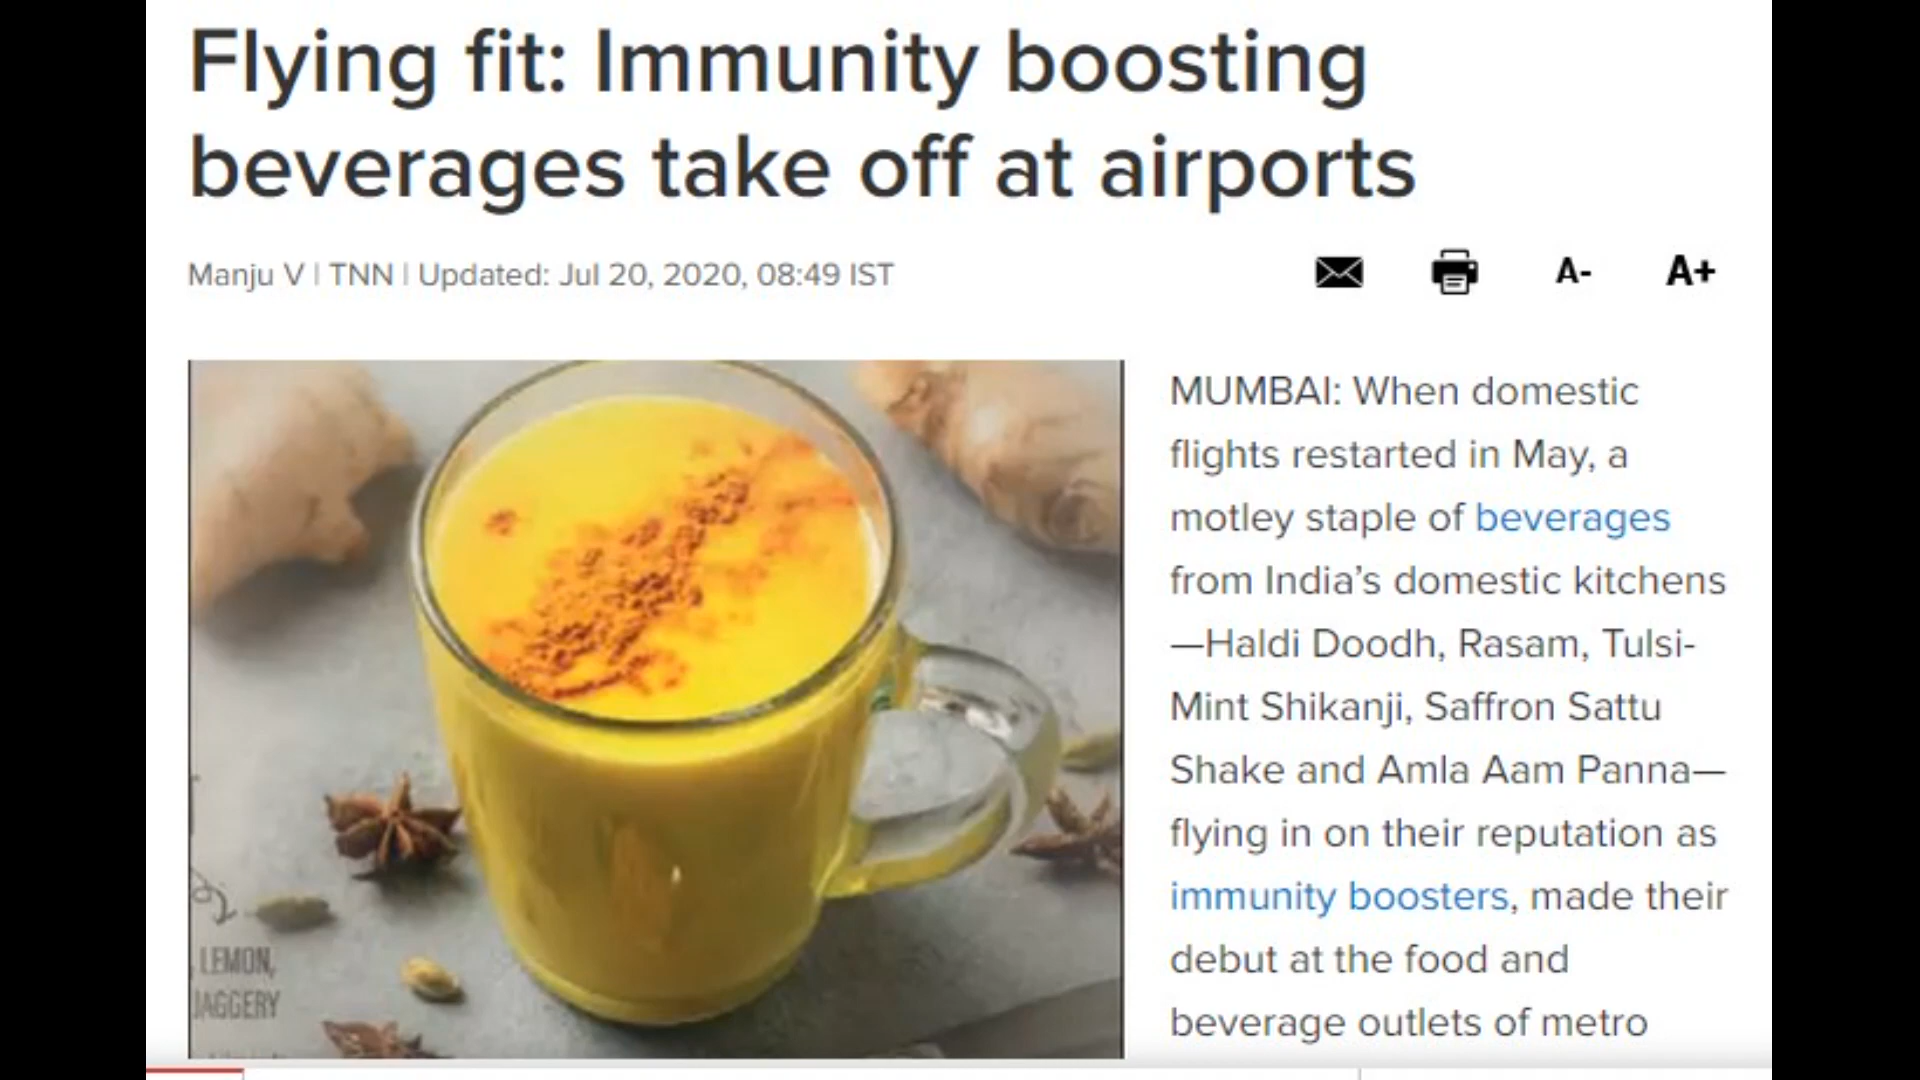 Flying fit: Immunity boosting
beverages take off at airports
Manju V | TNN | Updated: Jul 20, 2020, 08:49 IST
A-
A+
MUMBAI: When domestic
flights restarted in May, a
motley staple of beverages
from India’s domestic kitchens
—Haldi Doodh, Rasam, Tulsi-
Mint Shikanji, Saffron Sattu
Shake and Amla Aam Panna—
flying in on their reputation as
immunity boosters, made their
debut at the food and
beverage outlets of metro
LEMON,
JAGGERY